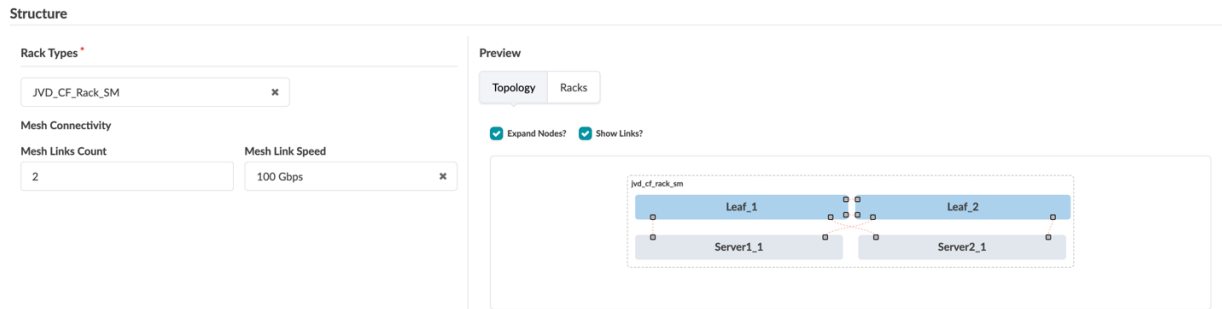 Structure
Rack Types *
JVD_CF_Rack_SM
Mesh Connectivity
Mesh Links Count
Mesh Link Speed
2
100 Gbps
Preview
Topology
Racks
Expand Nodes?
Show Links?
jvd_cf_rack_sm
Leaf_1
Leaf_2
Server1_1
Server2_1